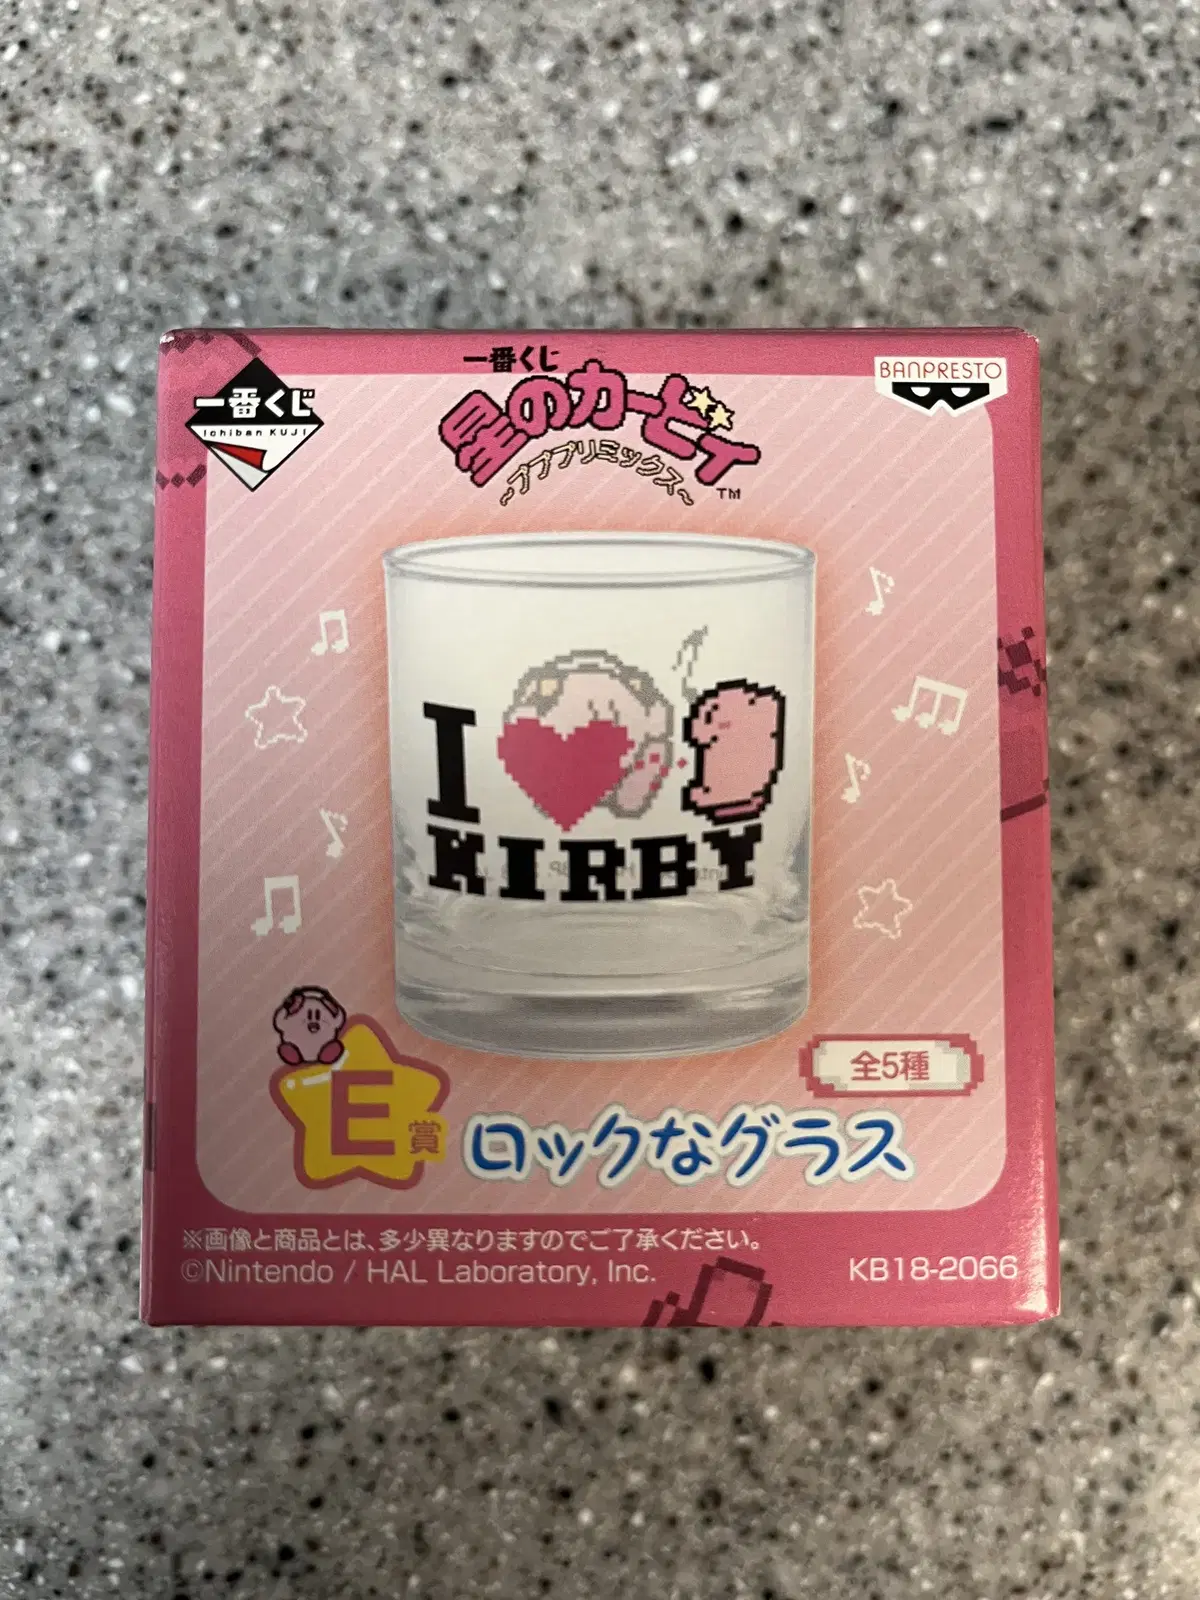 一番くじ
Ichiban KUJI
一番くじ
星のカービィ
~プププリミックス~
TM
BANPRESTO
I
KIRBY
E賞
ロックなグラス
全5種
※画像と商品とは、多少異なりますのでご了承ください。
©Nintendo / HAL Laboratory, Inc.
KB18-2066